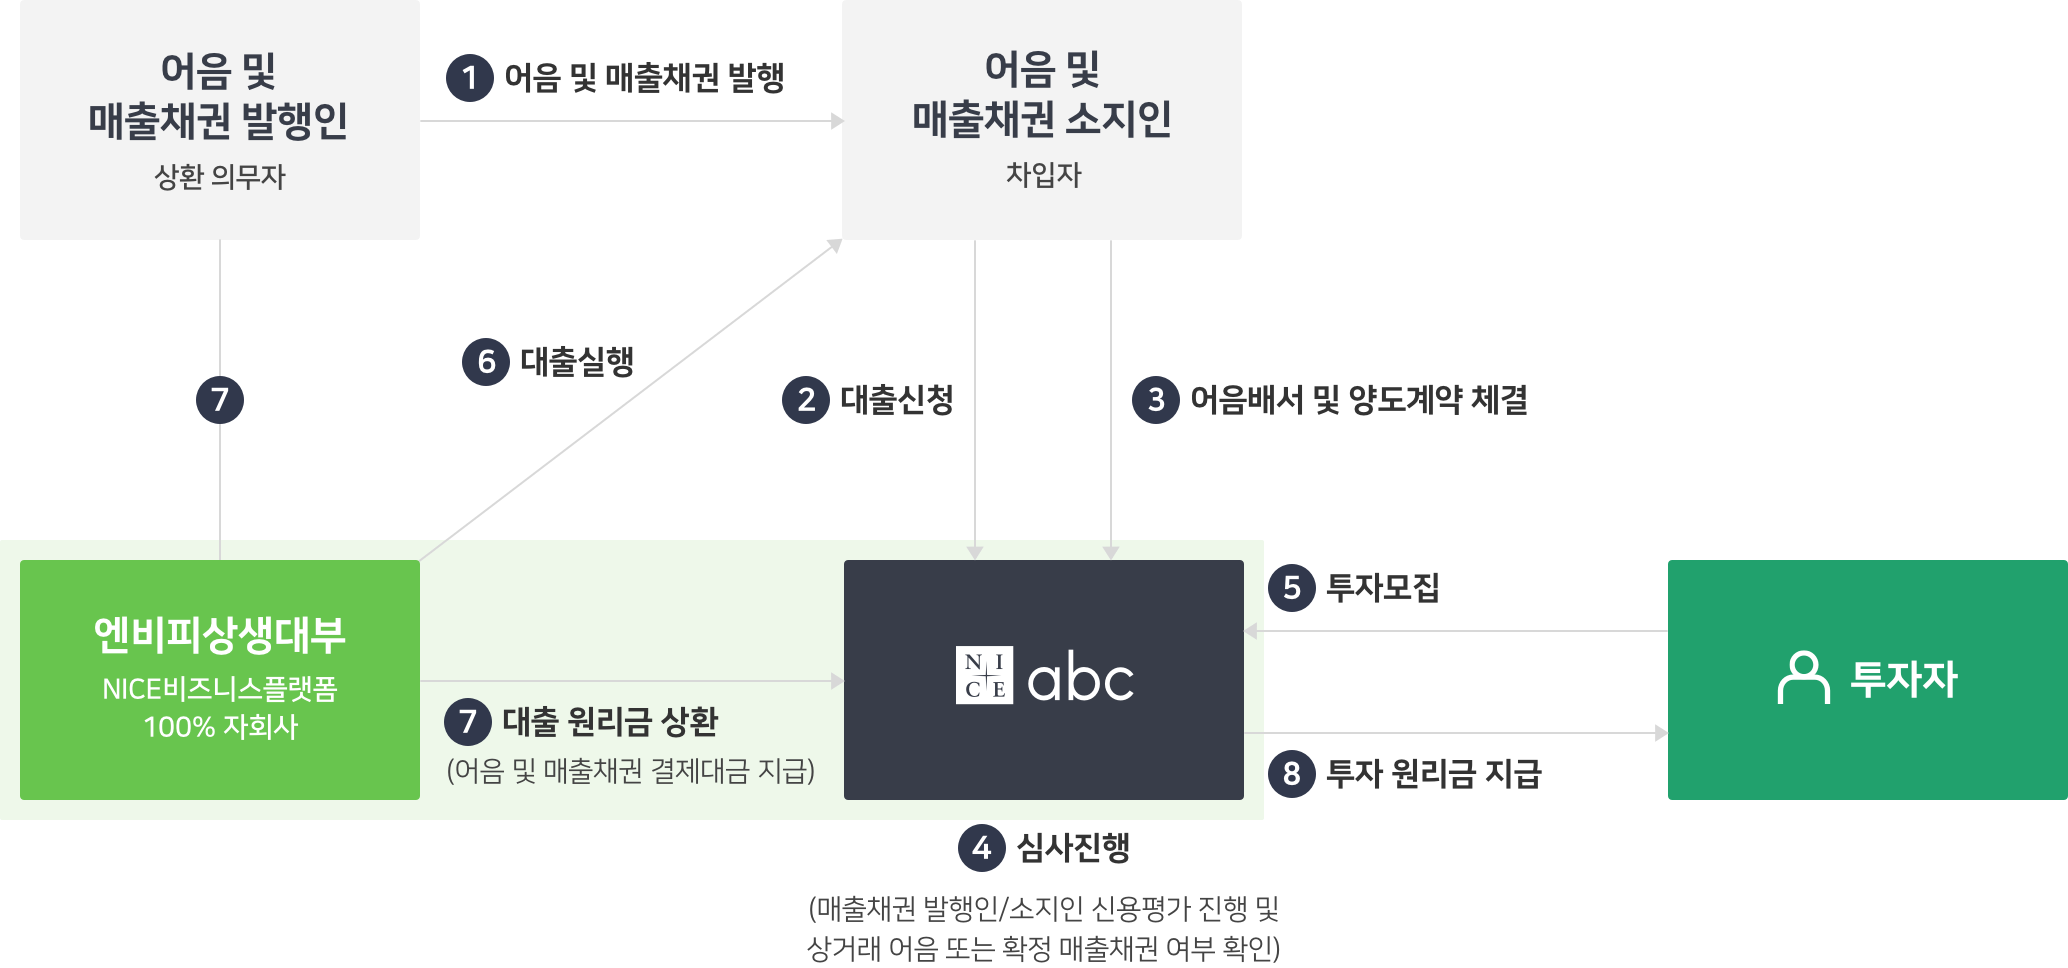 어음 및
매출채권 발행인
상환 의무자
1 어음 및 매출채권 발행
어음 및
매출채권 소지인
차입자
7
6 대출실행
2 대출신청
3 어음배서 및 양도계약 체결
엔비피상생대부
NICE비즈니스플랫폼
100% 자회사
7 대출 원리금 상환
(어음 및 매출채권 결제대금 지급)
NICE abc
5 투자모집
8 투자 원리금 지급
투자자
4 심사진행
(매출채권 발행인/소지인 신용평가 진행 및
상거래 어음 또는 확정 매출채권 여부 확인)